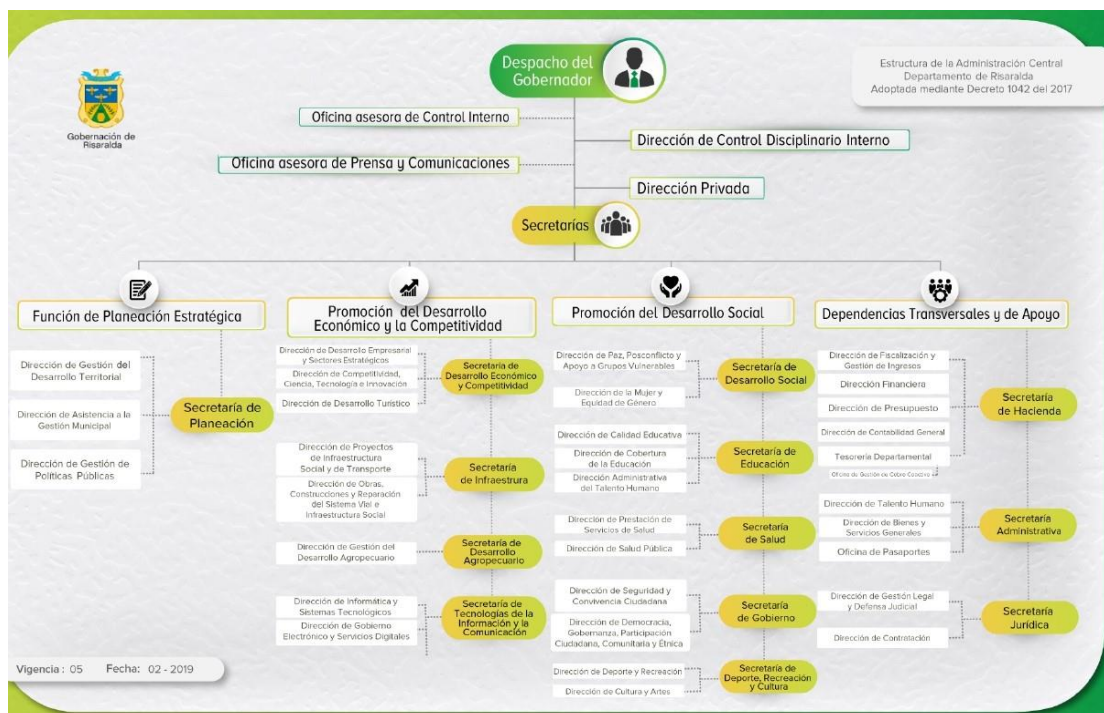 Despacho del
Gobernador
Estructura de la Administración Central
Departamento de Risaralda
Adoptada mediante Decreto 1042 del 2017
Gobernación de
Risaralda
Oficina asesora de Control Interno
Dirección de Control Disciplinario Interno
Oficina asesora de Prensa y Comunicaciones
Dirección Privada
Secretarías
Función de Planeación Estratégica
Dirección de Gestión del
Desarrollo Territorial
Dirección de Asistencia a la
Gestión Municipal
Dirección de Gestión de
Políticas Públicas
Secretaría de
Planeación
Promoción del Desarrollo
Económico y la Competitividad
Dirección de Desarrollo Empresarial
y Sectores Estratégicos
Dirección de Competitividad,
Ciencia, Tecnología e Innovación
Dirección de Desarrollo Turístico
Secretaría de
Desarrollo Económico
y Competitividad
Dirección de Proyectos
de Infraestructura
Social y de Transporte
Dirección de Obras,
Construcciones y Reparación
del Sistema Vial e
Infraestructura Social
Secretaría
de Infraestrura
Dirección de Gestión del
Desarrollo Agropecuario
Secretaría de
Desarrollo
Agropecuario
Dirección de Informática y
Sistemas Tecnológicos
Dirección de Gobierno
Electrónico y Servicios Digitales
Secretaría de
Tecnologías de la
Información y la
Comunicación
Promoción del Desarrollo Social
Dirección de Paz, Posconflicto y
Apoyo a Grupos Vulnerables
Dirección de la Mujer y
Equidad de Género
Secretaría de
Desarrollo Social
Dirección de Calidad Educativa
Dirección de Cobertura
de la Educación
Dirección Administrativa
del Talento Humano
Secretaría de
Educación
Dirección de Prestación de
Servicios de Salud
Dirección de Salud Pública
Secretaría
de Salud
Dirección de Seguridad y
Convivencia Ciudadana
Dirección de Democracia,
Gobernanza, Participación
Ciudadana, Comunitaria y Étnica
Secretaría
de Gobierno
Dirección de Deporte y Recreación
Dirección de Cultura y Artes
Secretaría de
Deporte, Recreación
y Cultura
Dependencias Transversales y de Apoyo
Dirección de Fiscalización y
Gestión de Ingresos
Dirección Financiera
Dirección de Presupuesto
Dirección de Contabilidad General
Tesorería Departamental
Oficina de Gestión de Cobro Coactivo
Secretaría
de Hacienda
Dirección de Talento Humano
Dirección de Bienes y
Servicios Generales
Oficina de Pasaportes
Secretaría
Administrativa
Dirección de Gestión Legal
y Defensa Judicial
Dirección de Contratación
Secretaría
Jurídica
Vigencia : 05 Fecha: 02 - 2019